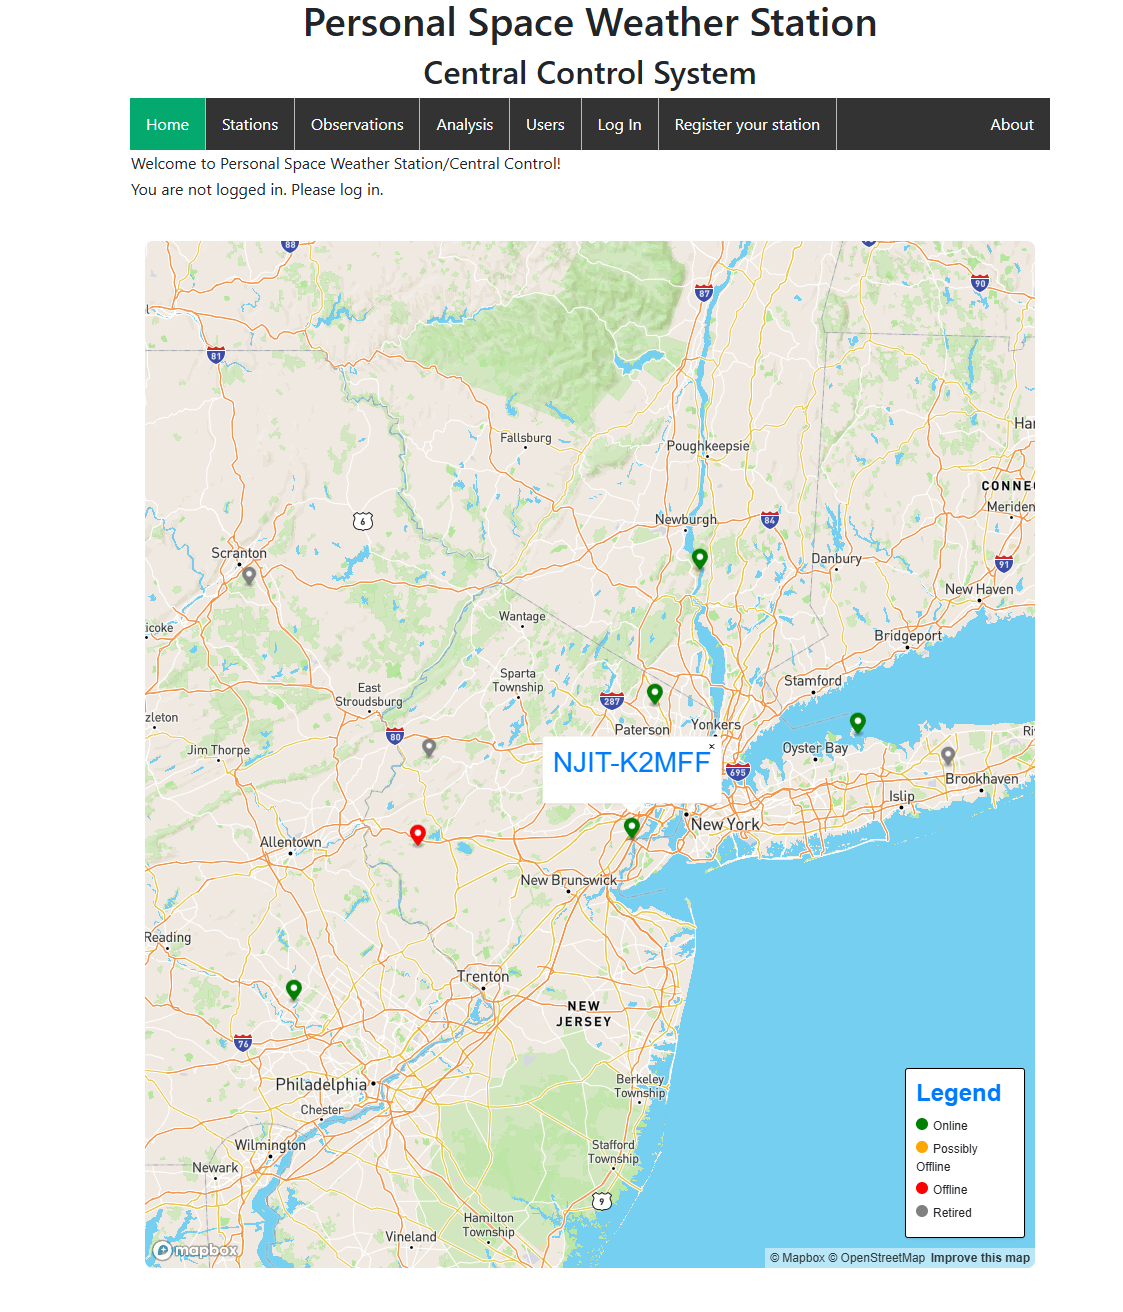 Personal Space Weather Station
Central Control System
Home
Stations
Observations
Analysis
Users
Log In
Register your station
About
Welcome to Personal Space Weather Station/Central Control!
You are not logged in. Please log in.
88
87
90
81
Fallsburg
Poughkeepsie
Har
CONNEC
Meriden
6
Newburgh
84
Scranton
Danbury
91
New Haven
icoke
Wantage
Bridgeport
Sparta
Township
East
Stroudsburg
287
Stamford
zleton
Paterson
Yonkers
Ri
Jim Thorpe
80
Oyster Bay
NJIT-K2MFF
×
695
Brookhaven
Islip
New York
Allentown
New Brunswick
Reading
Trenton
NEW
JERSEY
76
Philadelphia
Berkeley
Township
Chester
Wilmington
Stafford
Township
Newark
9
Hamilton
Township
Vineland
Legend
Online
Possibly
Offline
Offline
Retired
mapbox
© Mapbox © OpenStreetMap Improve this map